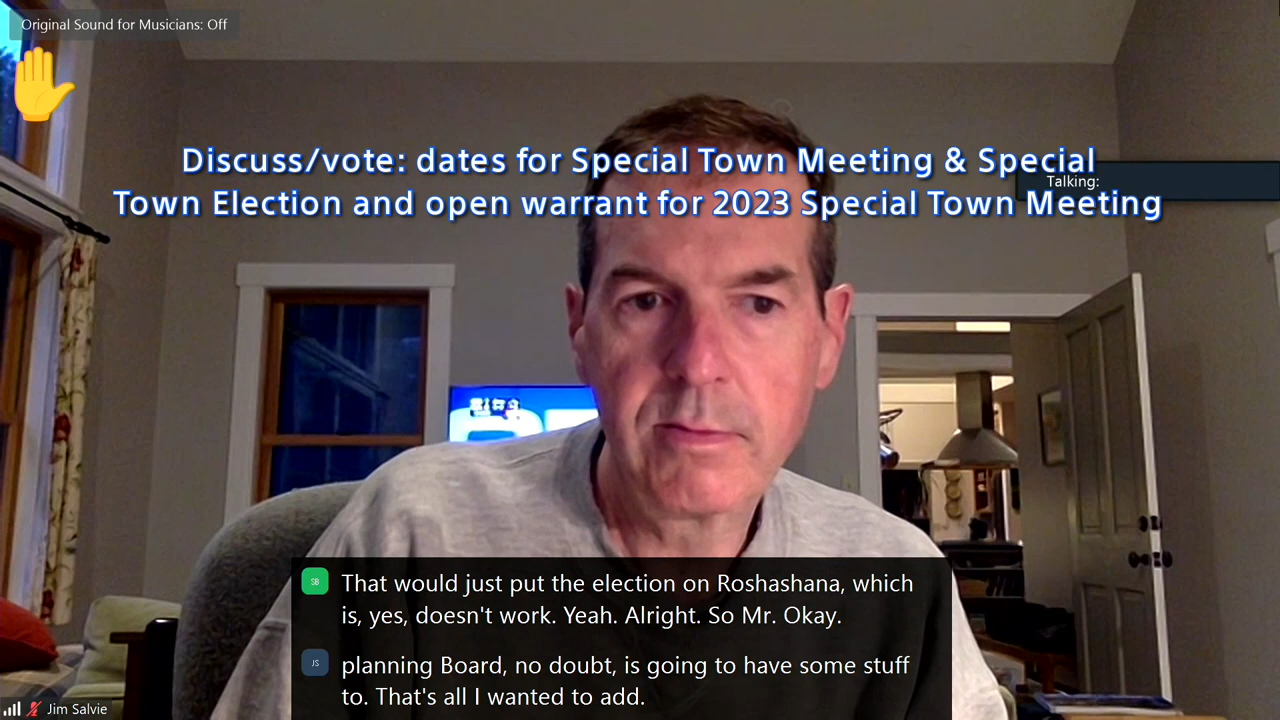 Original Sound for Musicians: Off
Discuss/vote: dates for Special Town Meeting & Special
Talking:
Town Election and open warrant for 2023 Special Town Meeting
SB
That would just put the election on Roshashana, which
is, yes, doesn't work. Yeah. Alright. So Mr. Okay.
JS
planning Board, no doubt, is going to have some stuff
to. That's all I wanted to add.
Jim Salvie